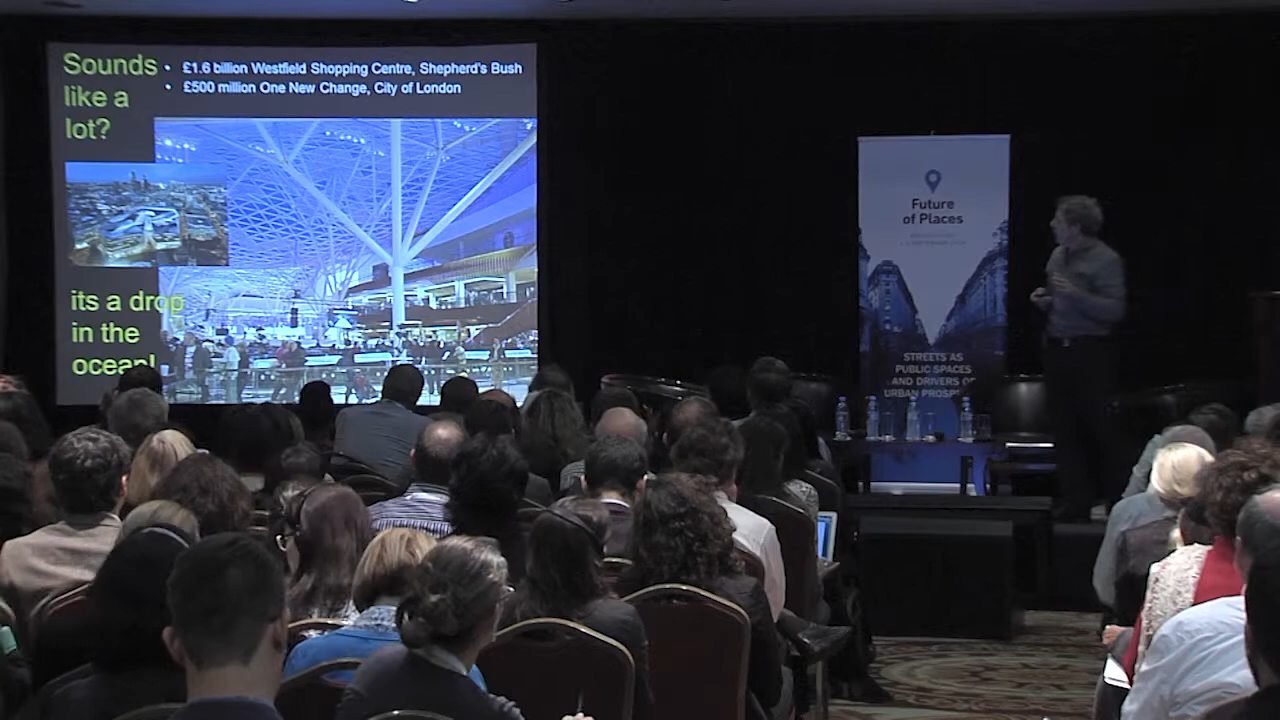 Sounds
like a
lot?
• £1.6 billion Westfield Shopping Centre, Shepherd's Bush
• £500 million One New Change, City of London
its a drop
in the
ocean!
Future
of Places
STREETS AS
PUBLIC SPACES
AND DRIVERS OF
URBAN